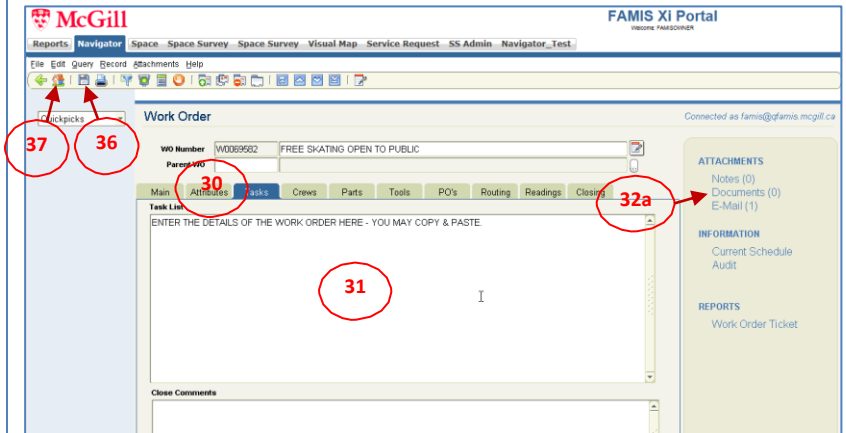 McGill
FAMIS Xi Portal
Welcome: FAMISOWNER
Reports Navigator Space Space Survey Space Survey Visual Map Service Request SS Admin Navigator_Test
File Edit Query Record Attachments Help
Quickpicks
Work Order
Connected as famis@qfamis.mcgill.ca
37
36
WO Number W0069582 FREE SKATING OPEN TO PUBLIC
Parent WO
30
Main Attributes Tasks Crews Parts Tools PO's Routing Readings Closing
32a
Task List
ENTER THE DETAILS OF THE WORK ORDER HERE - YOU MAY COPY & PASTE.
31
Close Comments
ATTACHMENTS
Notes (0)
Documents (0)
E-Mail (1)
INFORMATION
Current Schedule
Audit
REPORTS
Work Order Ticket